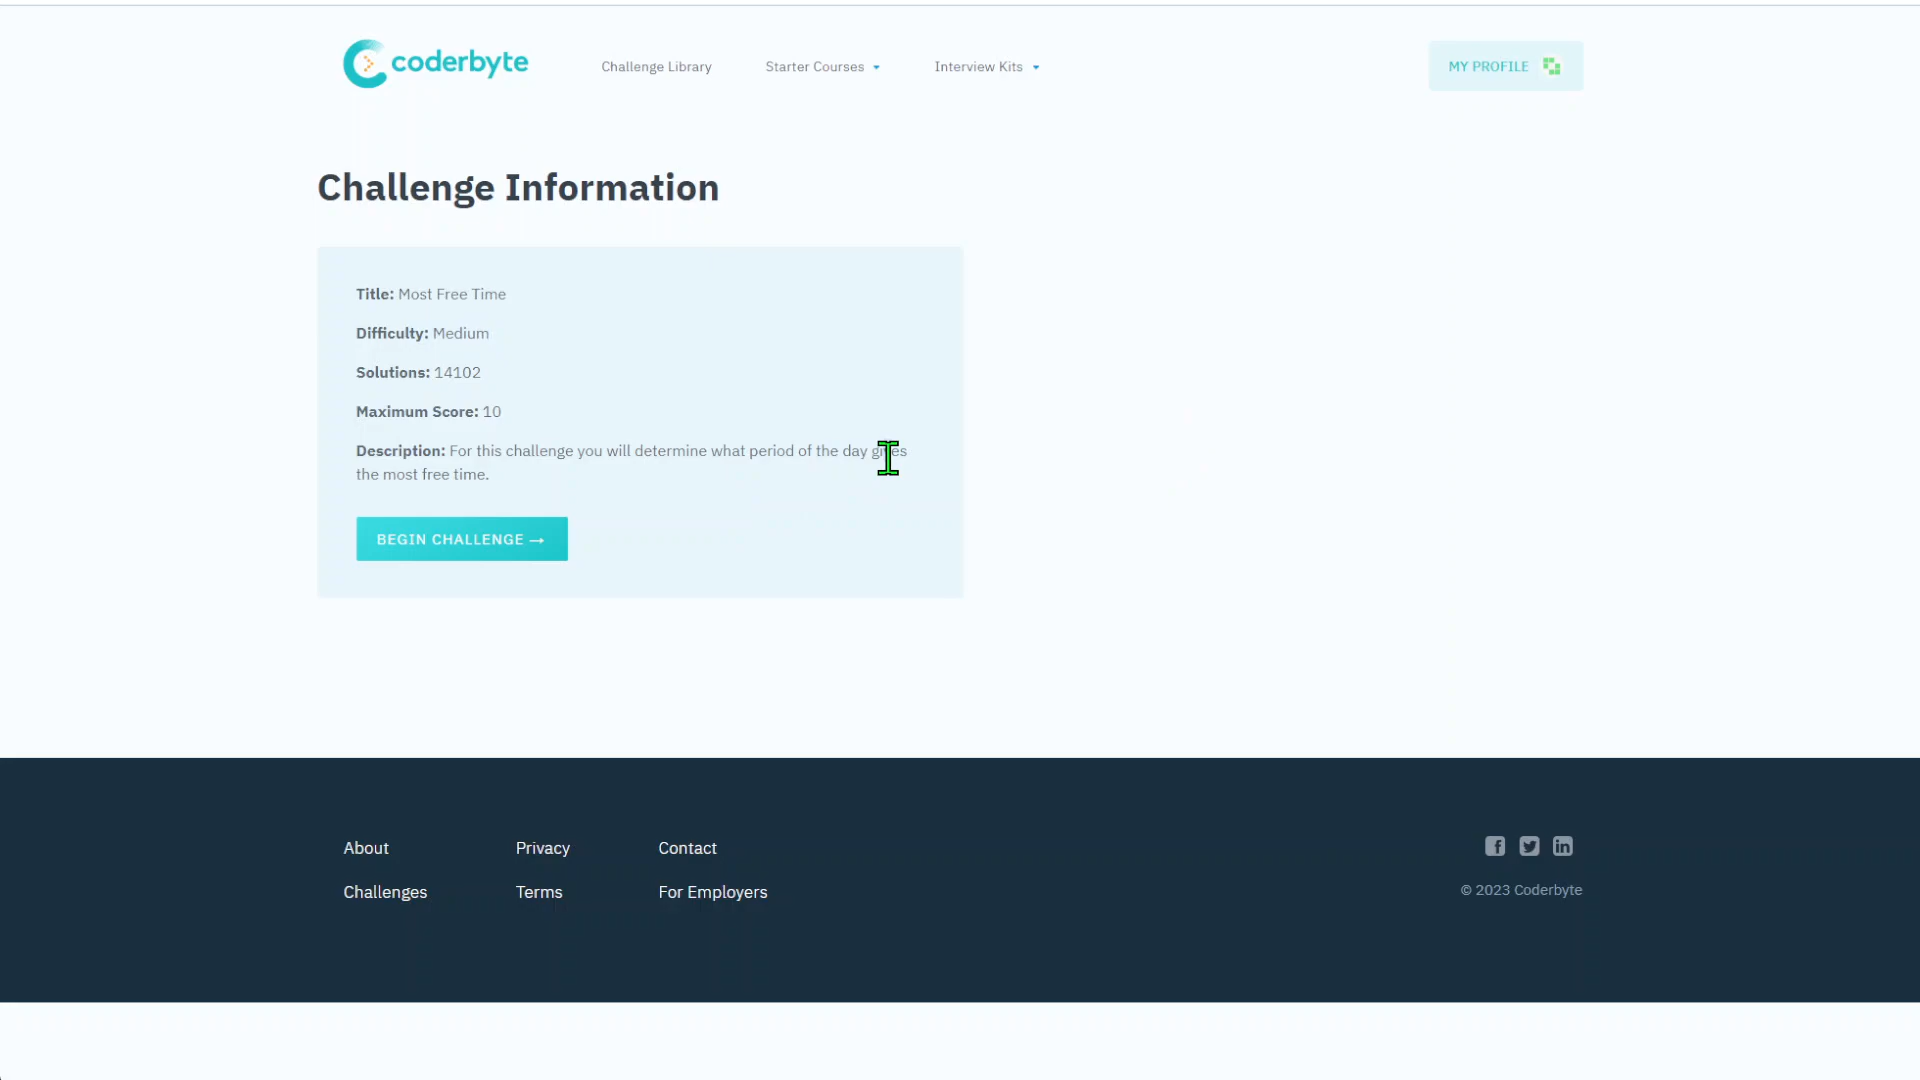 coderbyte
Challenge Library
Starter Courses
Interview Kits
MY PROFILE
Challenge Information
Title: Most Free Time
Difficulty: Medium
Solutions: 14102
Maximum Score: 10
Description: For this challenge you will determine what period of the day gives
the most free time.
BEGIN CHALLENGE →
About
Privacy
Contact
Challenges
Terms
For Employers
© 2023 Coderbyte